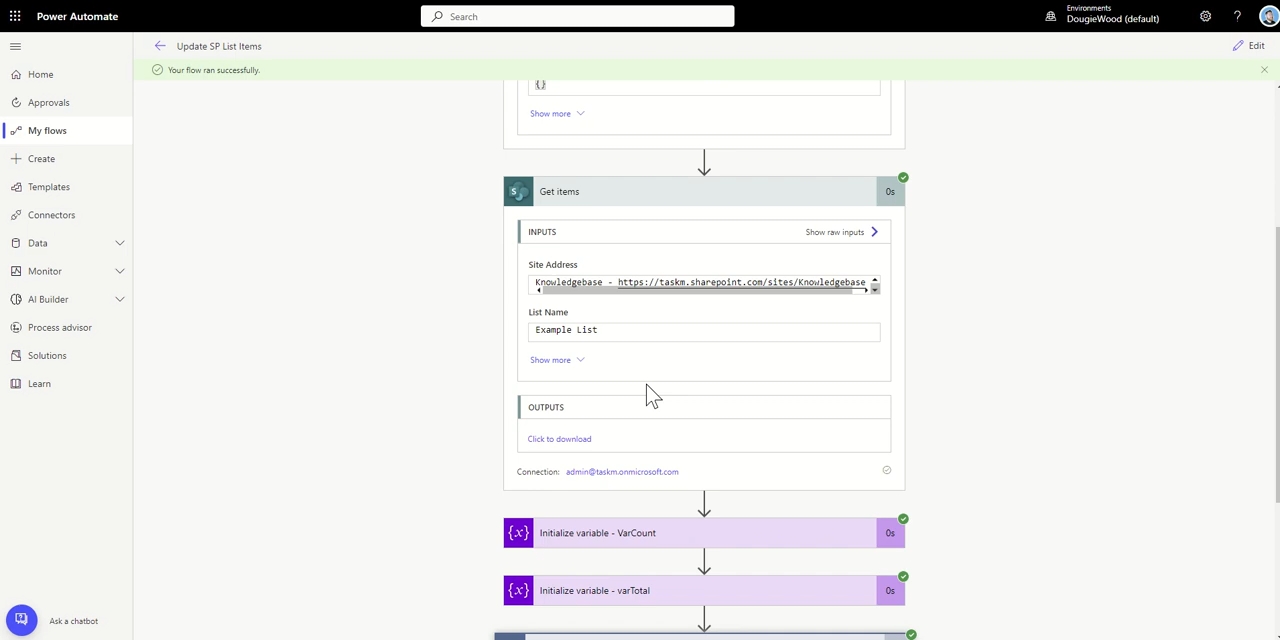 Power Automate
Search
Environments
DougieWood (default)
?
Update SP List Items
Edit
Your flow ran successfully.
Home
Approvals
My flows
Create
Templates
Connectors
Data
Monitor
AI Builder
Process advisor
Solutions
Learn
Ask a chatbot
{}
Show more
S
Get items
0s
INPUTS
Show raw inputs
Site Address
Knowledgebase - https://taskm.sharepoint.com/sites/Knowledgebase
List Name
Example List
Show more
OUTPUTS
Click to download
Connection: admin@taskm.onmicrosoft.com
{x}
Initialize variable - VarCount
0s
{x}
Initialize variable - varTotal
0s